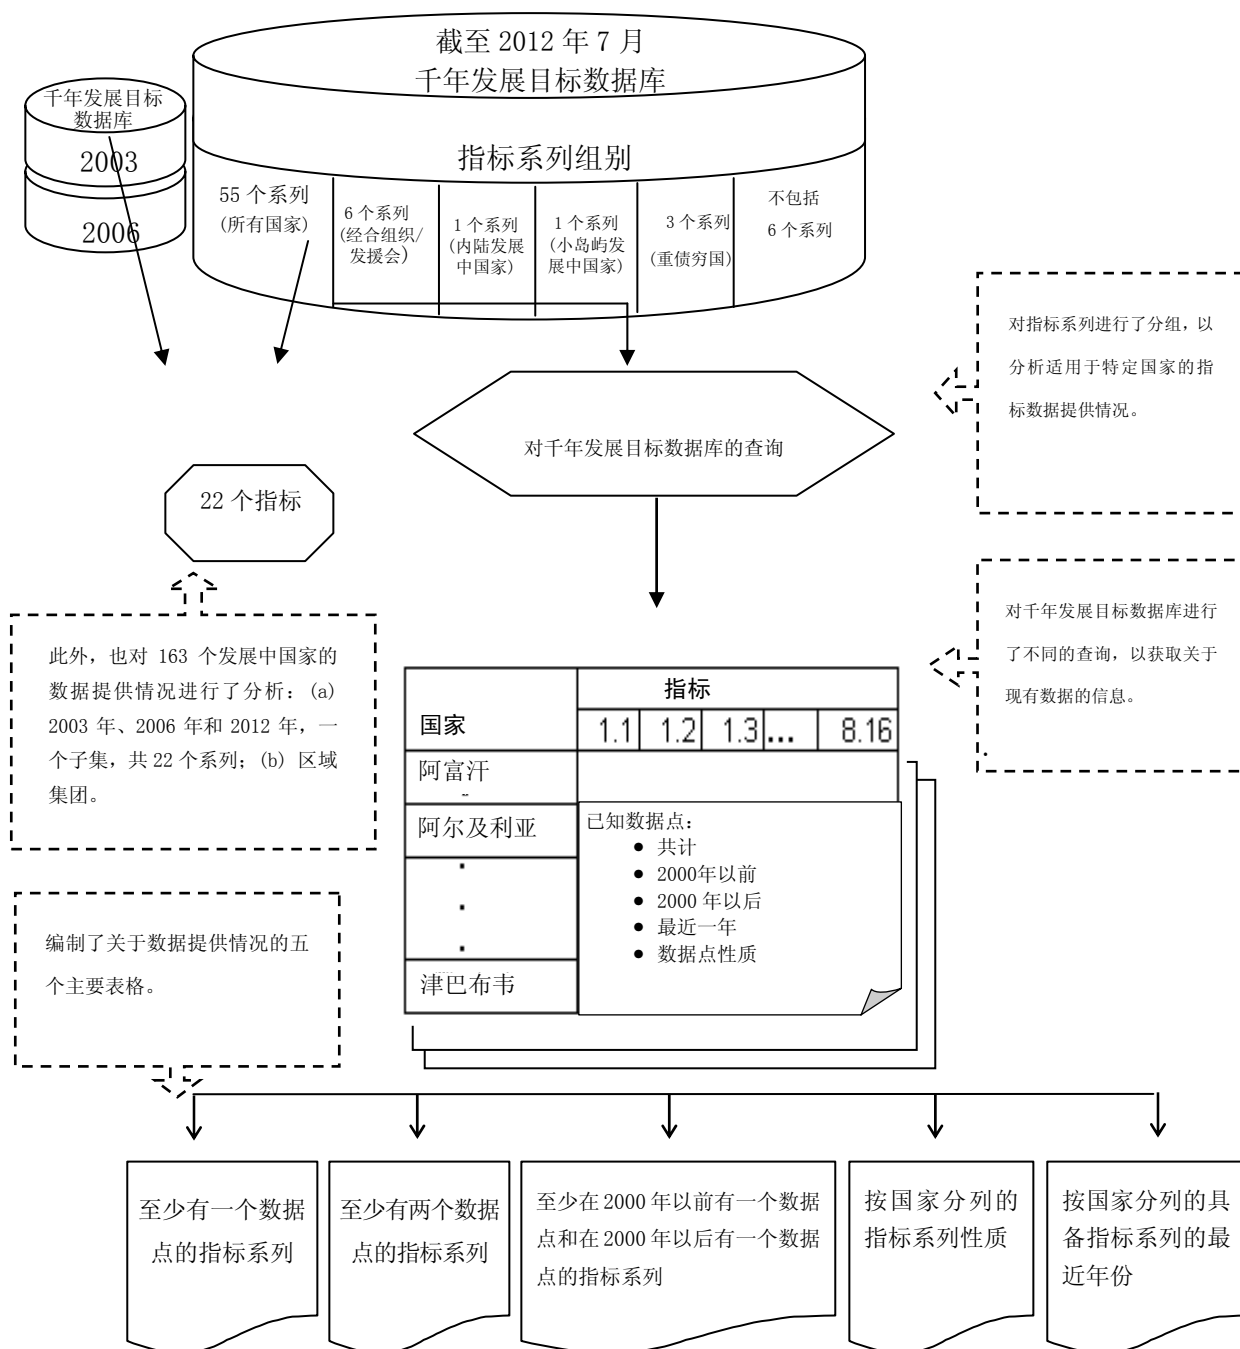 截至 2012 年 7 月
千年发展目标数据库
千年发展目标
数据库
2003
2006
指标系列组别
55 个系列
(所有国家)
6 个系列
(经合组织/
发援会)
1 个系列
(内陆发展
中国家)
1 个系列
(小岛屿发
展中国家)
3 个系列
(重债穷国)
不包括
6 个系列
对指标系列进行了分组，以
分析适用于特定国家的指
标数据提供情况。
对千年发展目标数据库的查询
22 个指标
对千年发展目标数据库进行
了不同的查询，以获取关于
现有数据的信息。
.
此外，也对 163 个发展中国家的
数据提供情况进行了分析：(a)
2003 年、2006 年和 2012 年，一
个子集，共 22 个系列；(b) 区域
集团。
指标
国家
1.1 1.2 1.3 ... 8.16
阿富汗
阿尔及利亚
津巴布韦
已知数据点：
● 共计
● 2000年以前
● 2000 年以后
● 最近一年
● 数据点性质
编制了关于数据提供情况的五
个主要表格。
至少有一个数据
点的指标系列
至少有两个数据
点的指标系列
至少在 2000 年以前有一个数据
点和在 2000 年以后有一个数据
点的指标系列
按国家分列的
指标系列性质
按国家分列的具
备指标系列的最
近年份